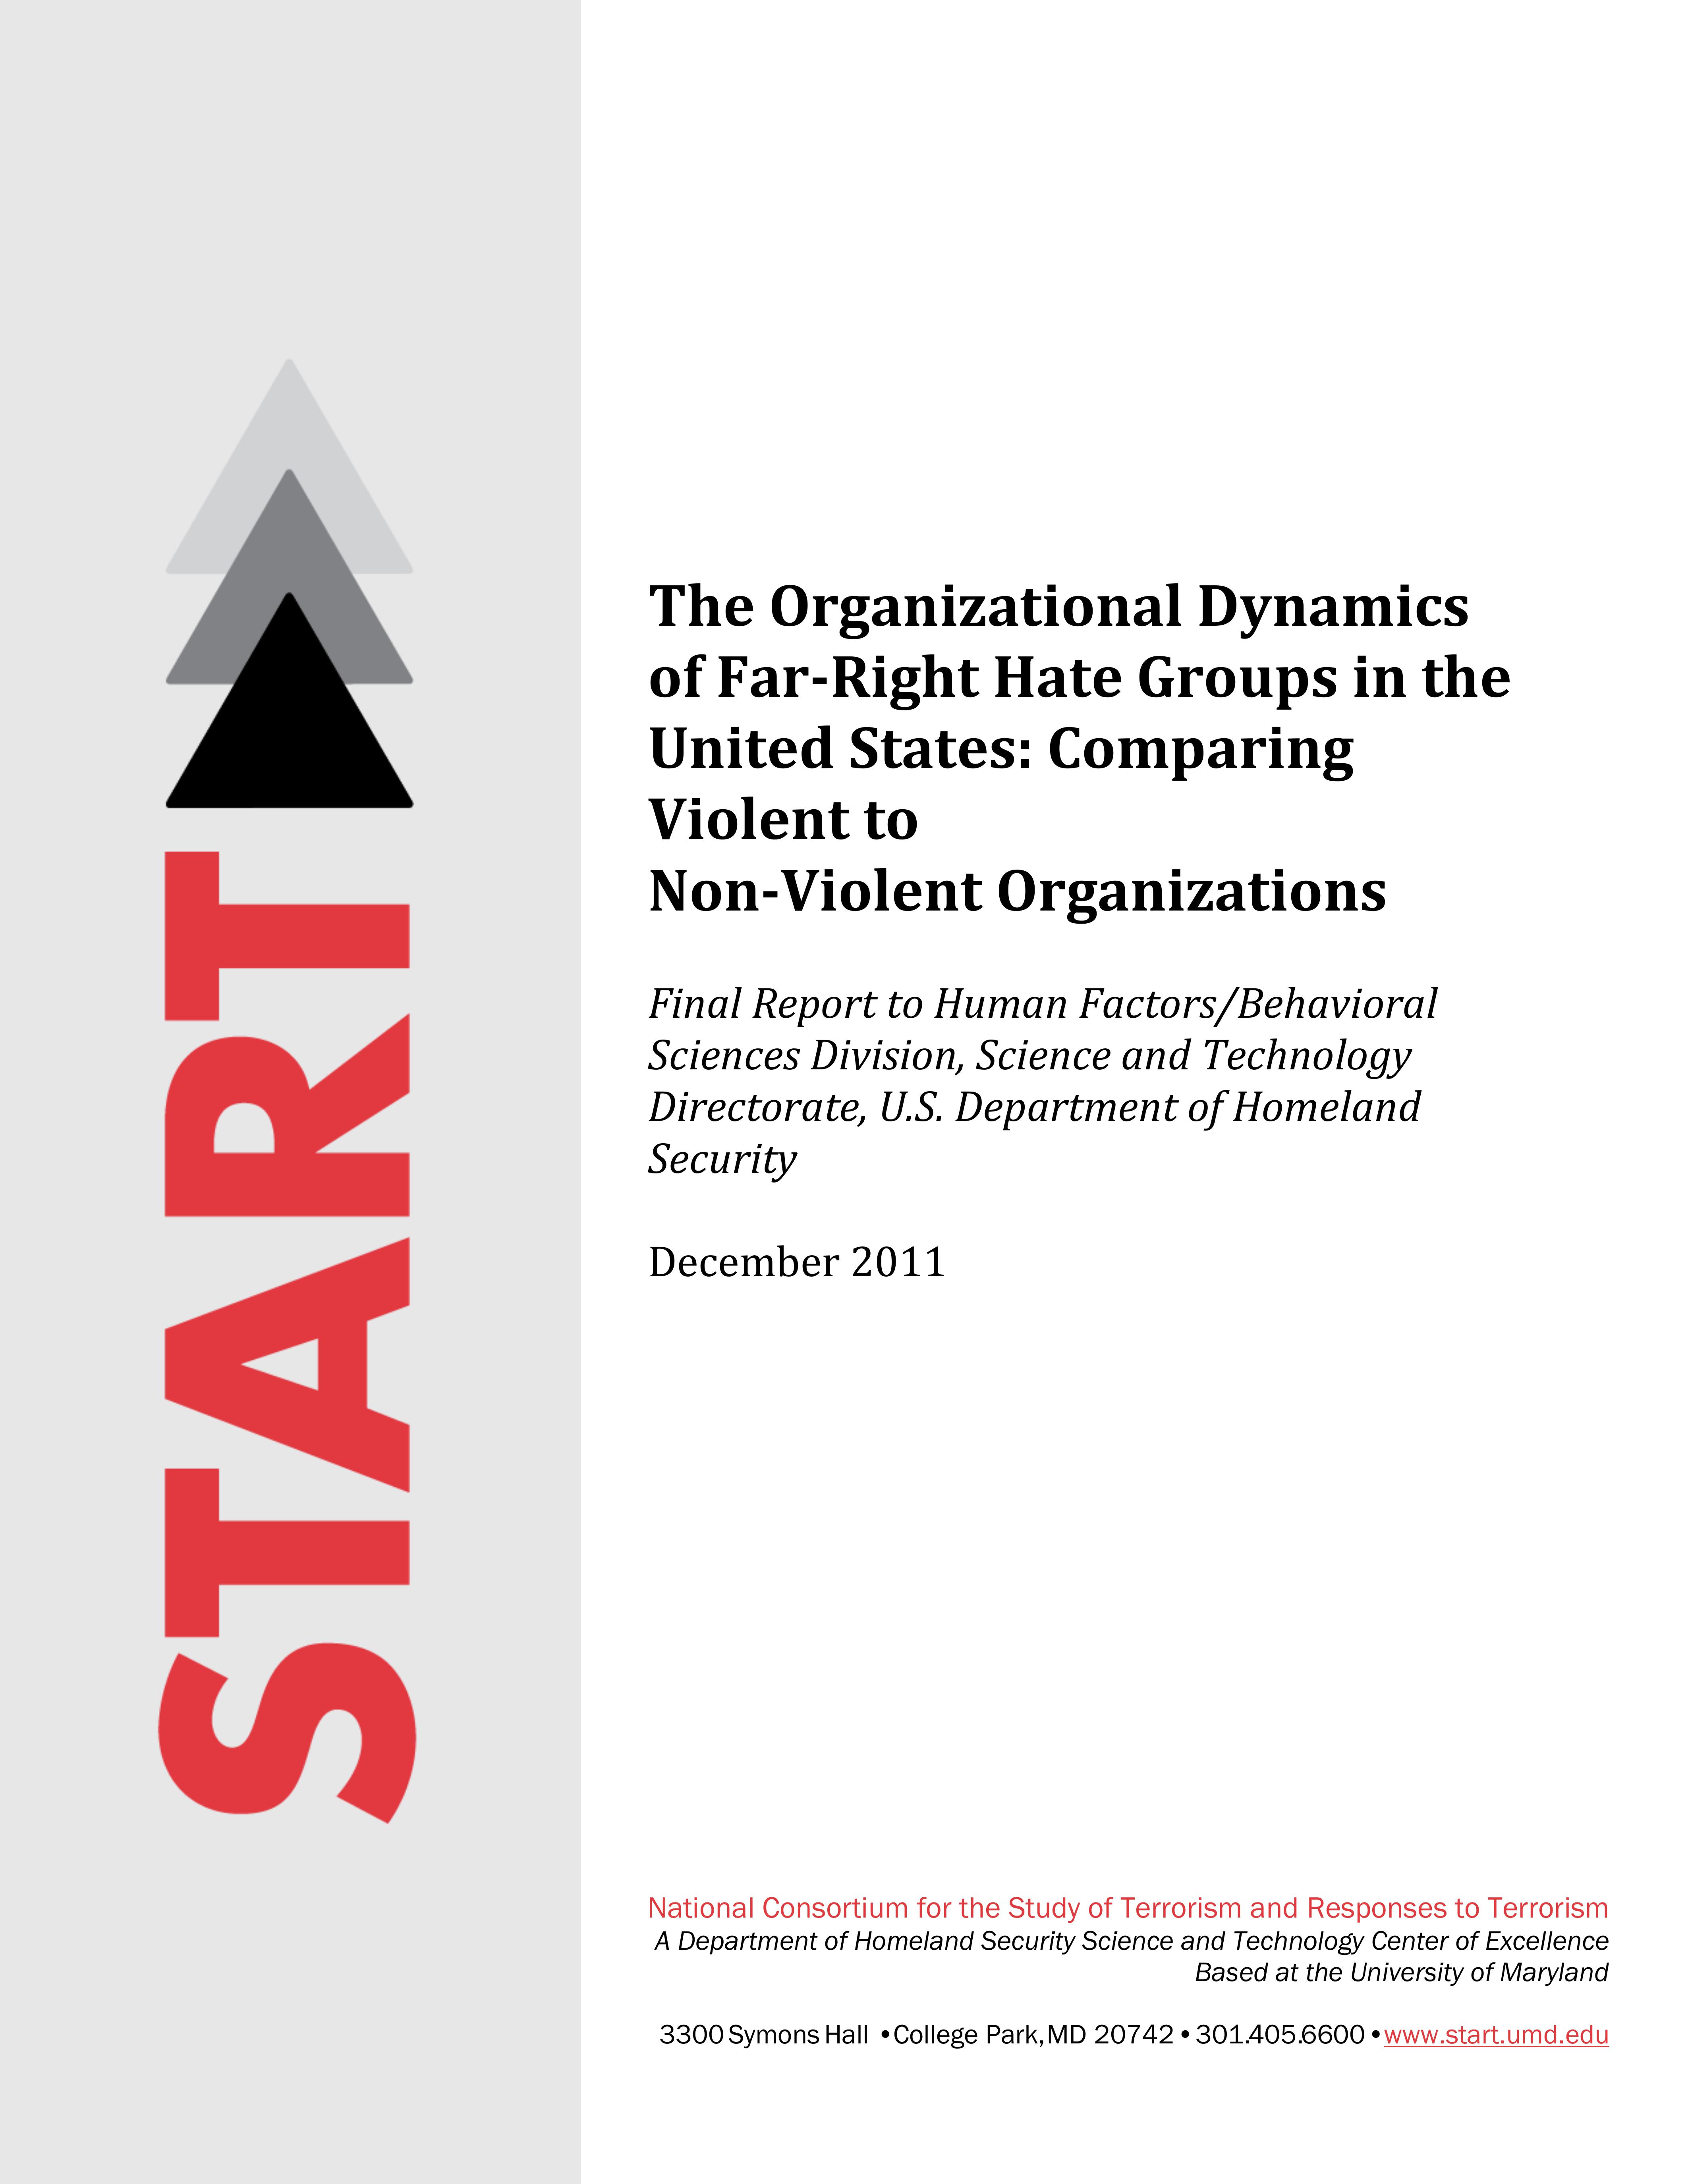 START
The Organizational Dynamics
of Far-Right Hate Groups in the
United States: Comparing
Violent to
Non-Violent Organizations
Final Report to Human Factors/Behavioral
Sciences Division, Science and Technology
Directorate, U.S. Department of Homeland
Security
December 2011
National Consortium for the Study of Terrorism and Responses to Terrorism
A Department of Homeland Security Science and Technology Center of Excellence
Based at the University of Maryland
3300 Symons Hall • College Park, MD 20742 • 301.405.6600 • www.start.umd.edu